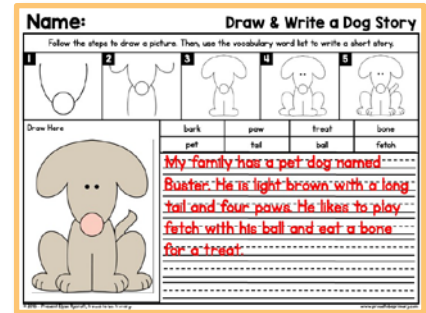 Name:
Draw & Write a Dog Story
Follow the steps to draw a picture. Then, use the vocabulary word list to write a short story.
1 2 3 4 5
Draw Here
bark paw treat bone
pet tail ball fetch
My family has a pet dog named
Buster. He is light brown with a long
tail and four paws. He likes to play
fetch with his ball and eat a bone
for a treat.